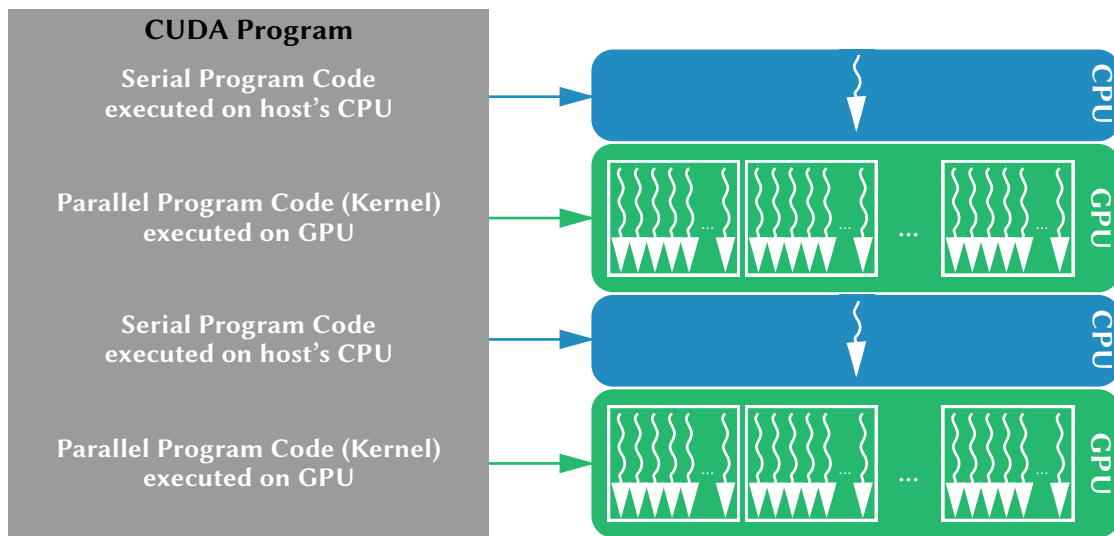 CUDA Program
Serial Program Code
executed on host's CPU
CPU
Parallel Program Code (Kernel)
executed on GPU
... ... ... ...
GPU
Serial Program Code
executed on host's CPU
CPU
Parallel Program Code (Kernel)
executed on GPU
... ... ... ...
GPU